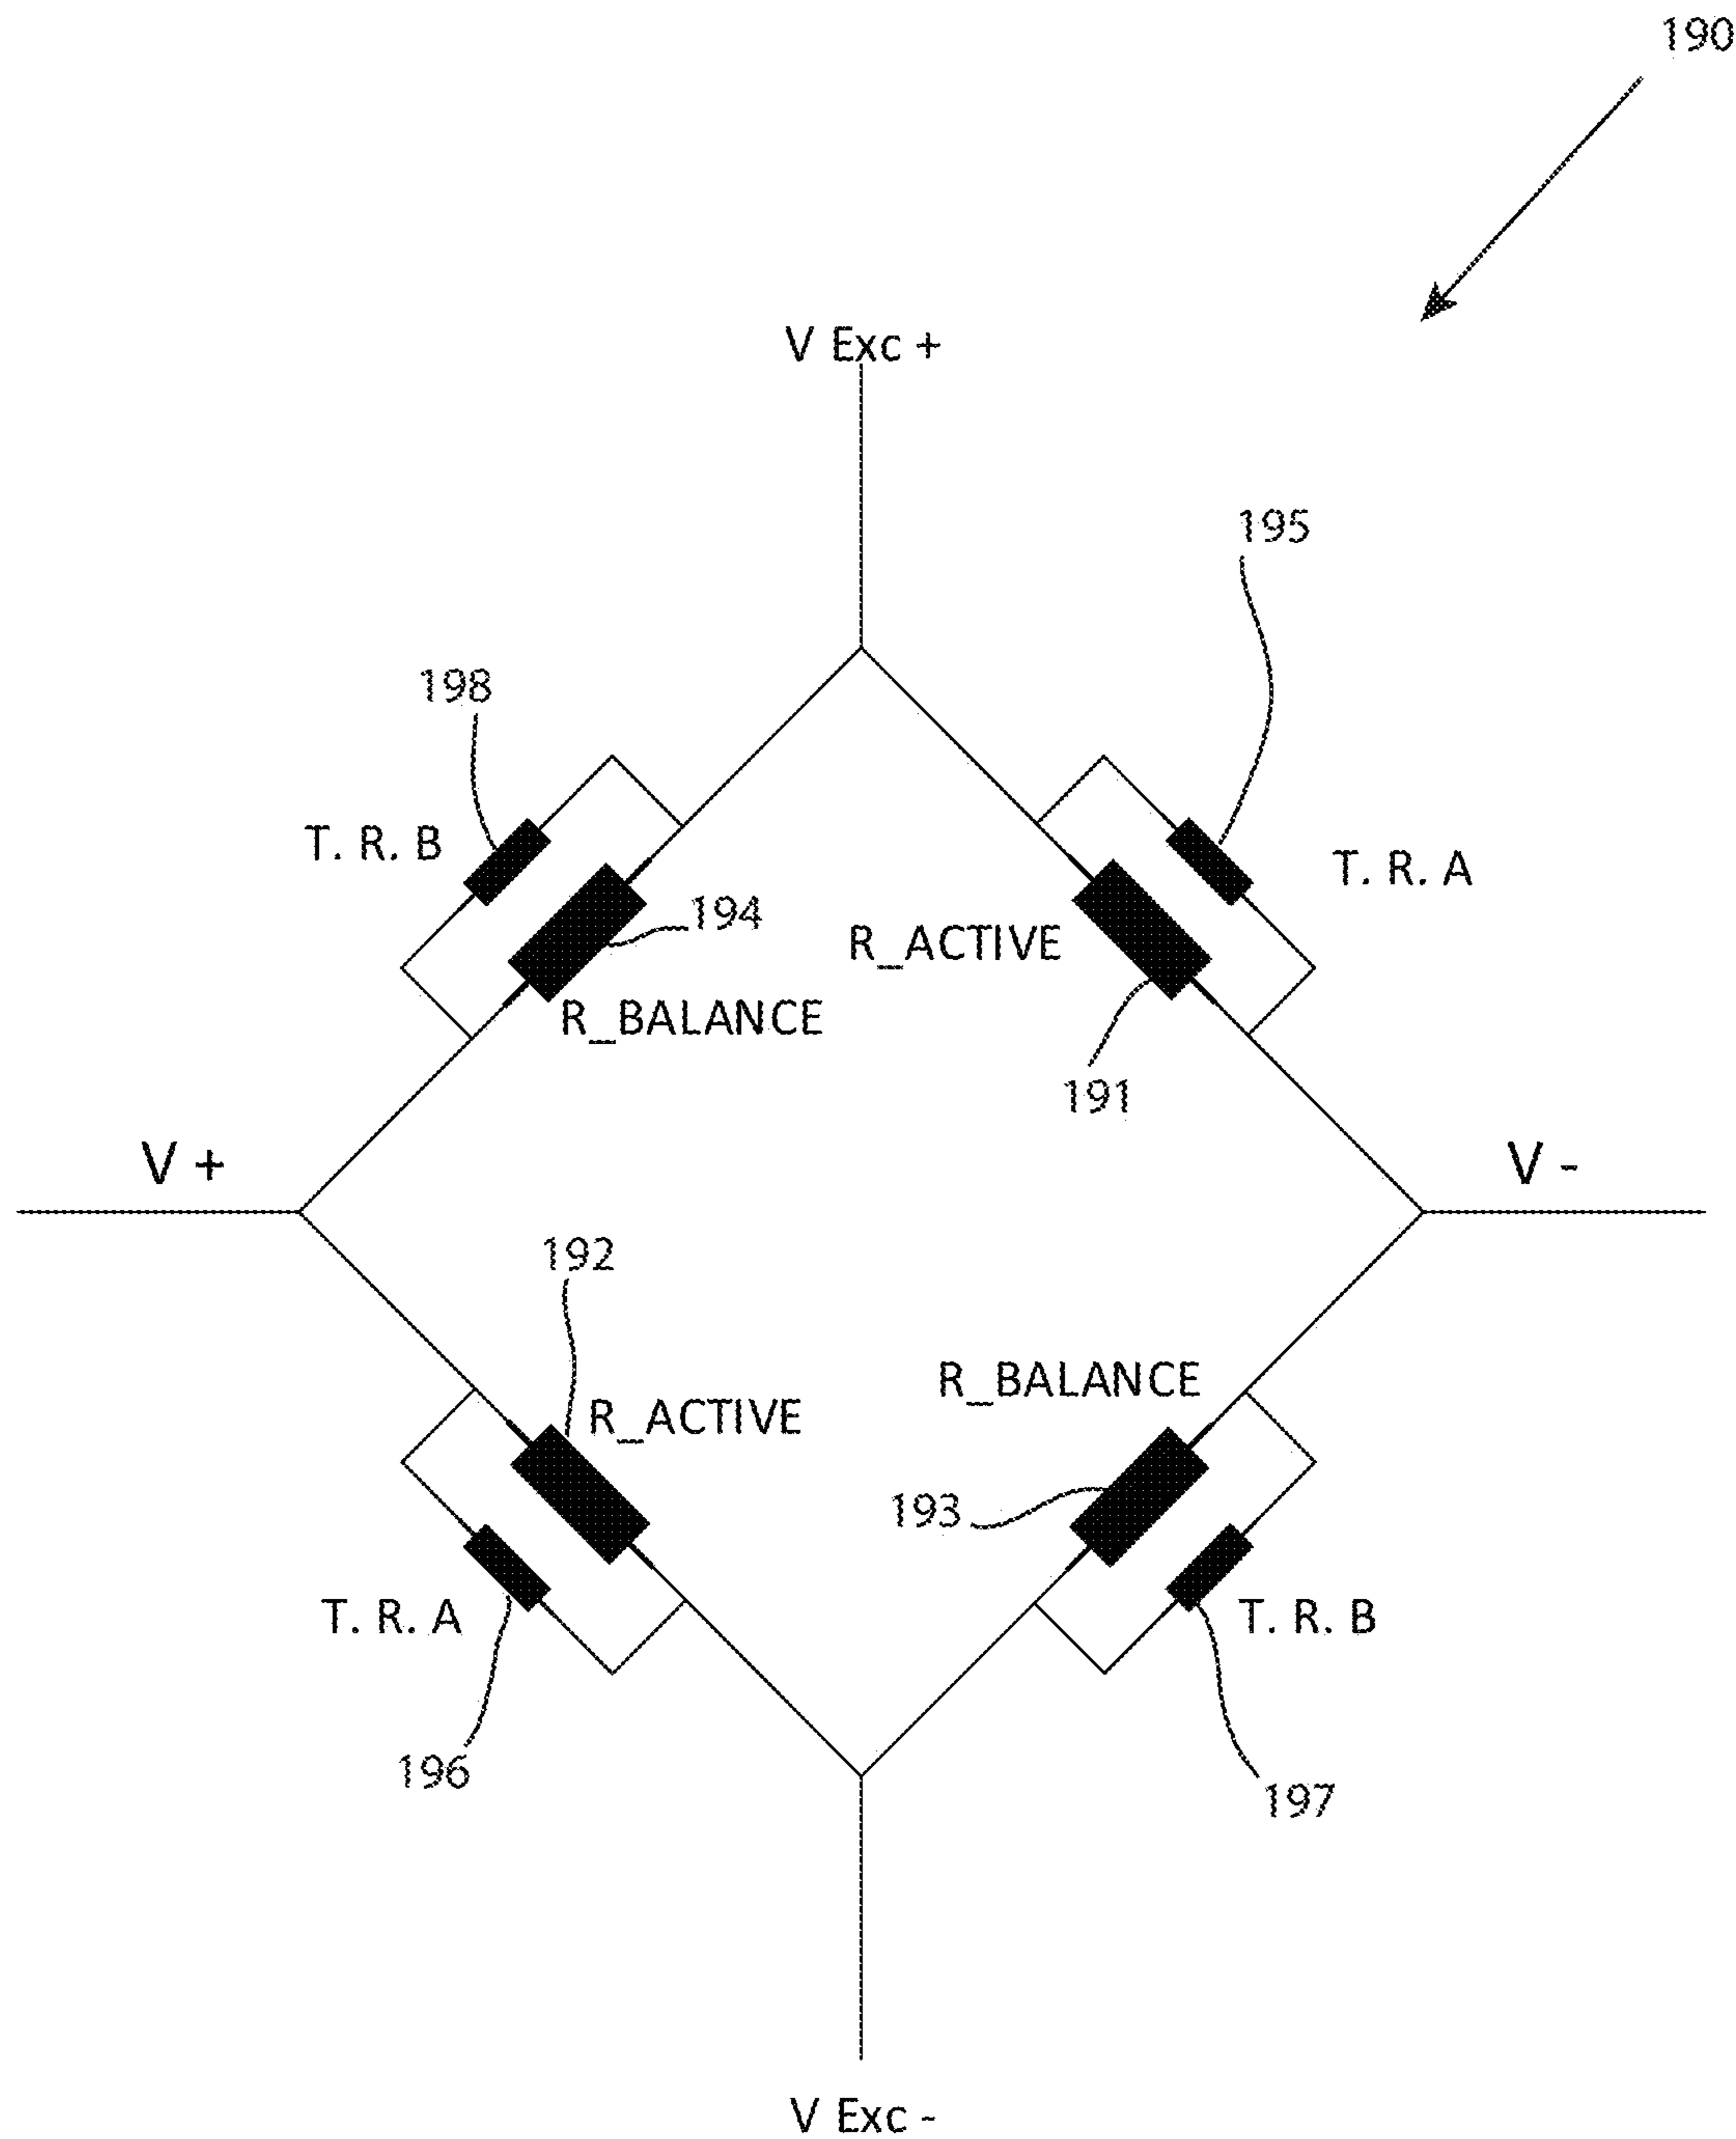 190
V Exc +
195
198
T. R. B
T. R. A
194
R_ACTIVE
R_BALANCE
191
V +
V -
192
R_BALANCE
R_ACTIVE
193
T. R. A
T. R. B
196
197
V Exc -